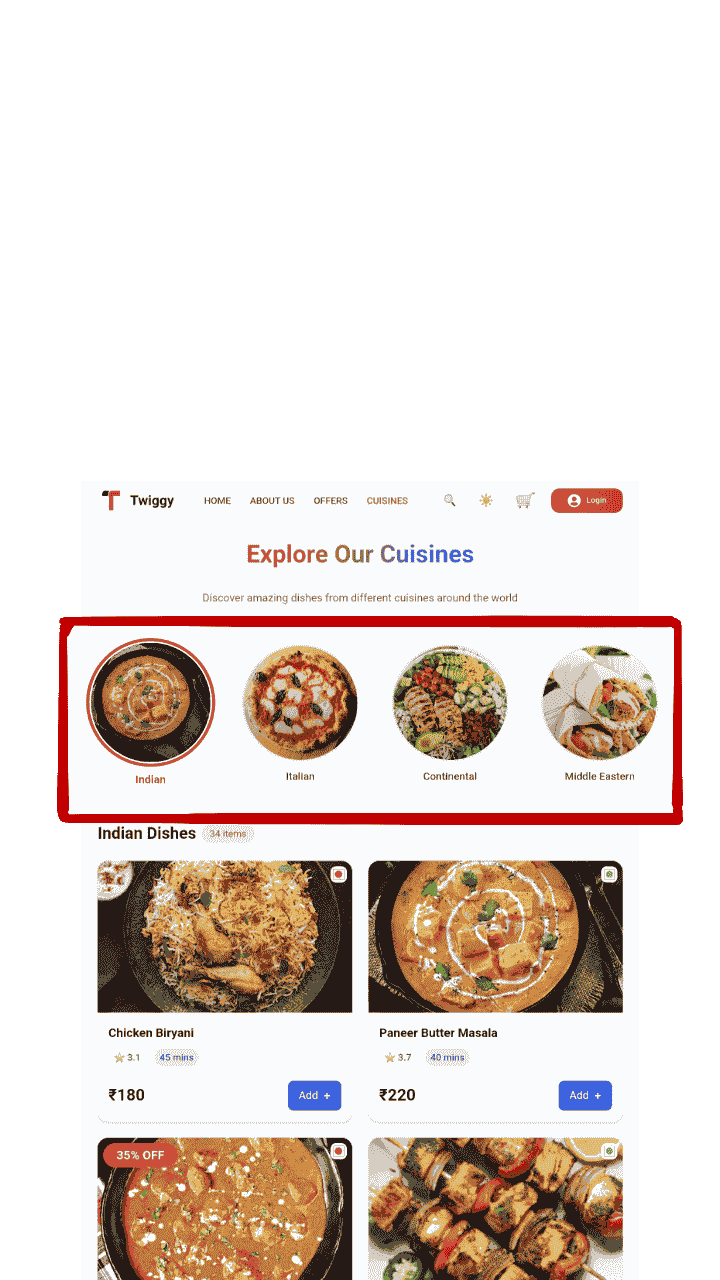 Twiggy HOME ABOUT US OFFERS CUISINES Login
Explore Our Cuisines
Discover amazing dishes from different cuisines around the world
Indian Italian Continental Middle Eastern
Indian Dishes 34 items
Chicken Biryani
3.1 45 mins
₹180 Add +
Paneer Butter Masala
3.7 40 mins
₹220 Add +
35% OFF